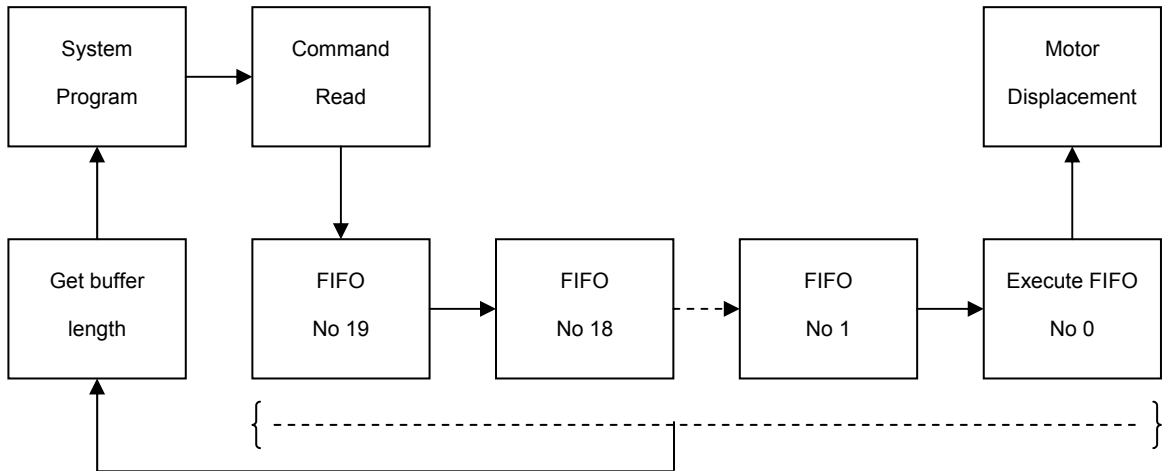 System
Program
Command
Read
Motor
Displacement
Get buffer
length
FIFO
No 19
FIFO
No 18
FIFO
No 1
Execute FIFO
No 0